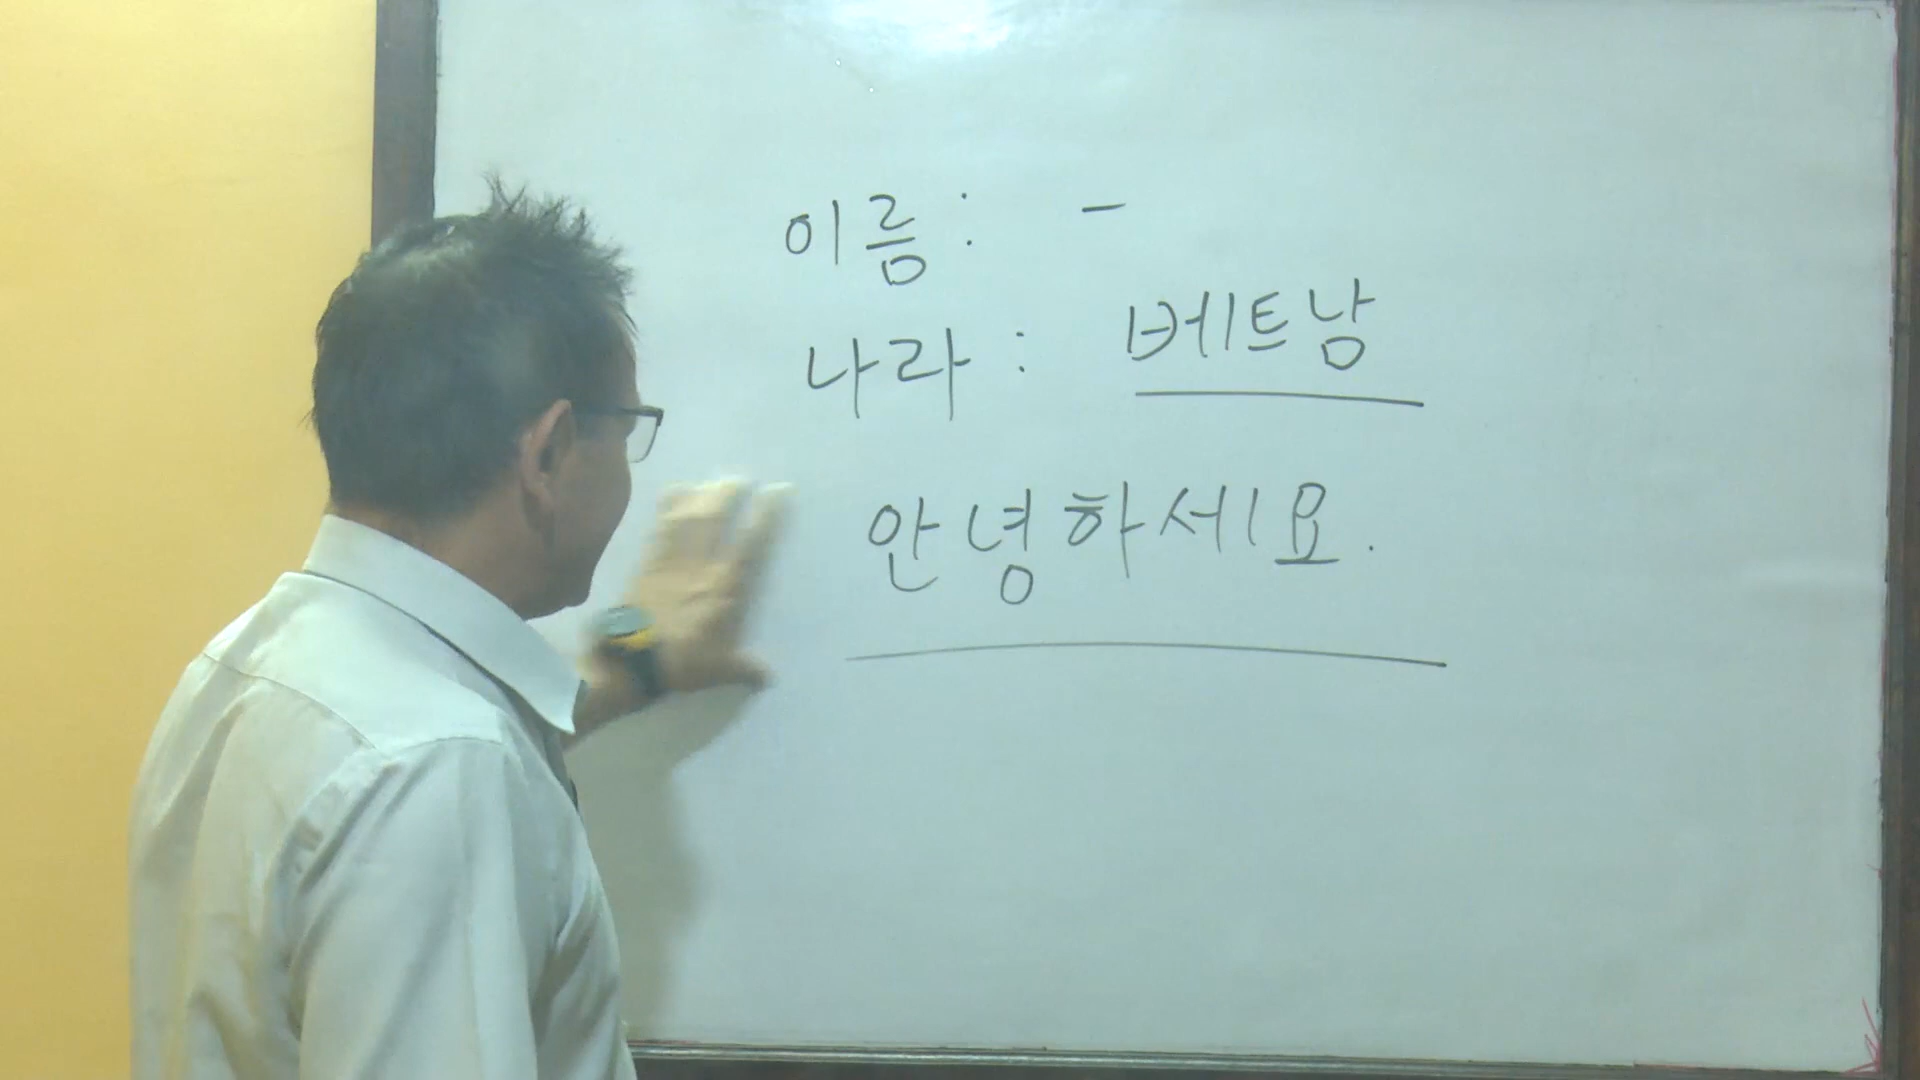 이름 : -
나라 : 베트남
안녕하세요.